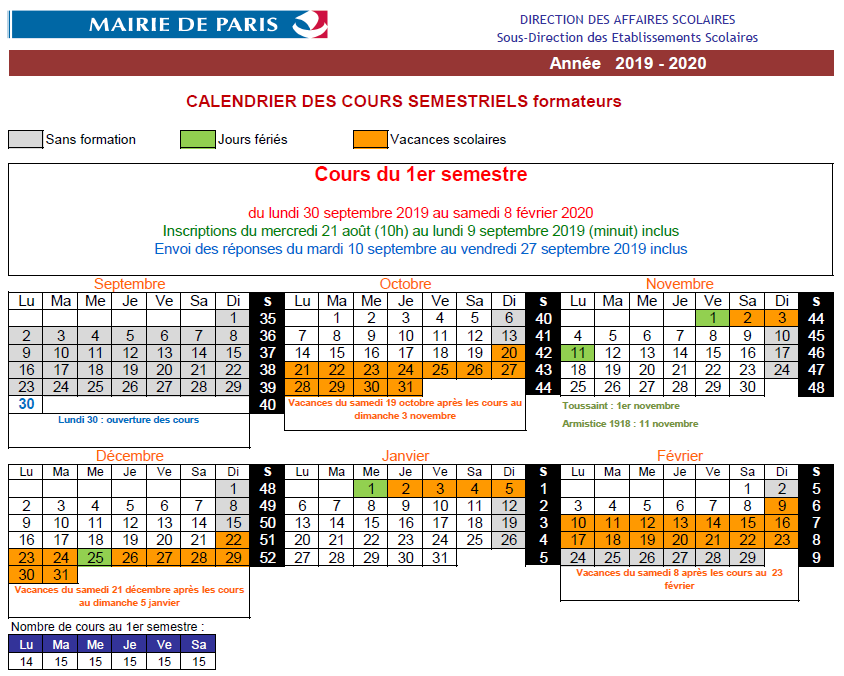 MAIRIE DE PARIS
DIRECTION DES AFFAIRES SCOLAIRES
Sous-Direction des Etablissements Scolaires
Année 2019 - 2020
CALENDRIER DES COURS SEMESTRIELS formateurs
Sans formation Jours fériés Vacances scolaires
Cours du 1er semestre
du lundi 30 septembre 2019 au samedi 8 février 2020
Inscriptions du mercredi 21 août (10h) au lundi 9 septembre 2019 (minuit) inclus
Envoi des réponses du mardi 10 septembre au vendredi 27 septembre 2019 inclus
Septembre
Lu Ma Me Je Ve Sa Di S
1 35
2 3 4 5 6 7 8 36
9 10 11 12 13 14 15 37
16 17 18 19 20 21 22 38
23 24 25 26 27 28 29 39
30 40
Lundi 30 : ouverture des cours
Octobre
Lu Ma Me Je Ve Sa Di S
1 2 3 4 5 6 40
7 8 9 10 11 12 13 41
14 15 16 17 18 19 20 42
21 22 23 24 25 26 27 43
28 29 30 31 44
Vacances du samedi 19 octobre après les cours au
dimanche 3 novembre
Novembre
Lu Ma Me Je Ve Sa Di S
1 2 3 44
4 5 6 7 8 9 10 45
11 12 13 14 15 16 17 46
18 19 20 21 22 23 24 47
25 26 27 28 29 30 48
Toussaint : 1er novembre
Armistice 1918 : 11 novembre
Décembre
Lu Ma Me Je Ve Sa Di S
1 48
2 3 4 5 6 7 8 49
9 10 11 12 13 14 15 50
16 17 18 19 20 21 22 51
23 24 25 26 27 28 29 52
30 31
Vacances du samedi 21 décembre après les cours
au dimanche 5 janvier
Janvier
Lu Ma Me Je Ve Sa Di S
1 2 3 4 5 1
6 7 8 9 10 11 12 2
13 14 15 16 17 18 19 3
20 21 22 23 24 25 26 4
27 28 29 30 31 5
Février
Lu Ma Me Je Ve Sa Di S
1 2 5
3 4 5 6 7 8 9 6
10 11 12 13 14 15 16 7
17 18 19 20 21 22 23 8
24 25 26 27 28 29 9
Vacances du samedi 8 après les cours au 23
février
Nombre de cours au 1er semestre :
Lu Ma Me Je Ve Sa
14 15 15 15 15 15